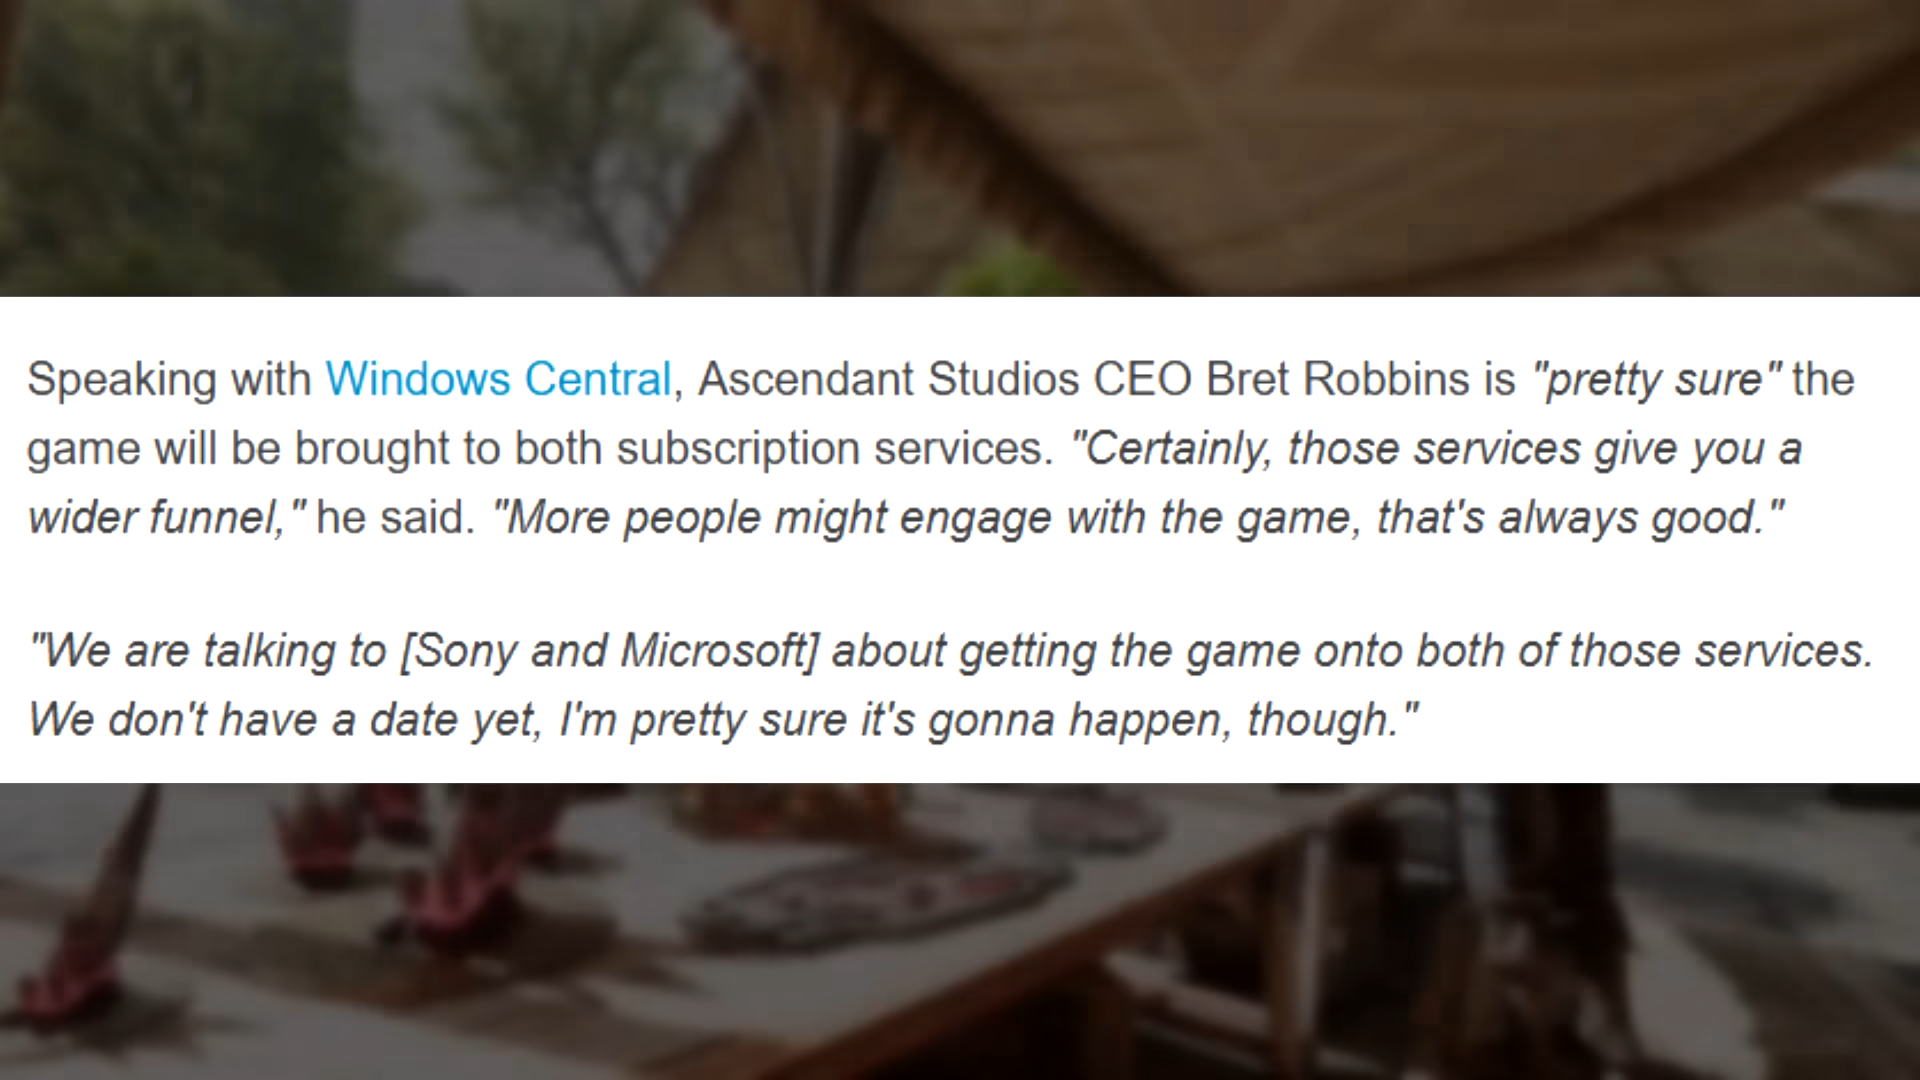 Speaking with Windows Central, Ascendant Studios CEO Bret Robbins is "pretty sure" the
game will be brought to both subscription services. "Certainly, those services give you a
wider funnel," he said. "More people might engage with the game, that's always good."
"We are talking to [Sony and Microsoft] about getting the game onto both of those services.
We don't have a date yet, I'm pretty sure it's gonna happen, though."